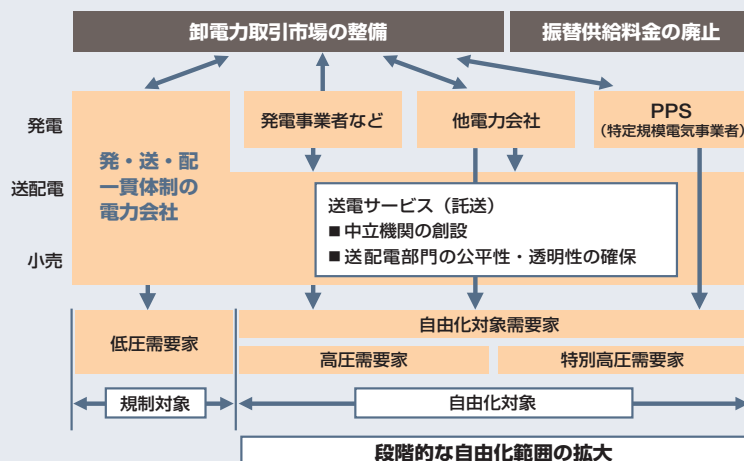 卸電力取引市場の整備
振替供給料金の廃止
発電
発電事業者など
他電力会社
PPS
(特定規模電気事業者)
発・送・配
一貫体制の
電力会社
送配電
送電サービス（託送）
■ 中立機関の創設
■ 送配電部門の公平性・透明性の確保
小売
低圧需要家
自由化対象需要家
高圧需要家
特別高圧需要家
規制対象
自由化対象
段階的な自由化範囲の拡大